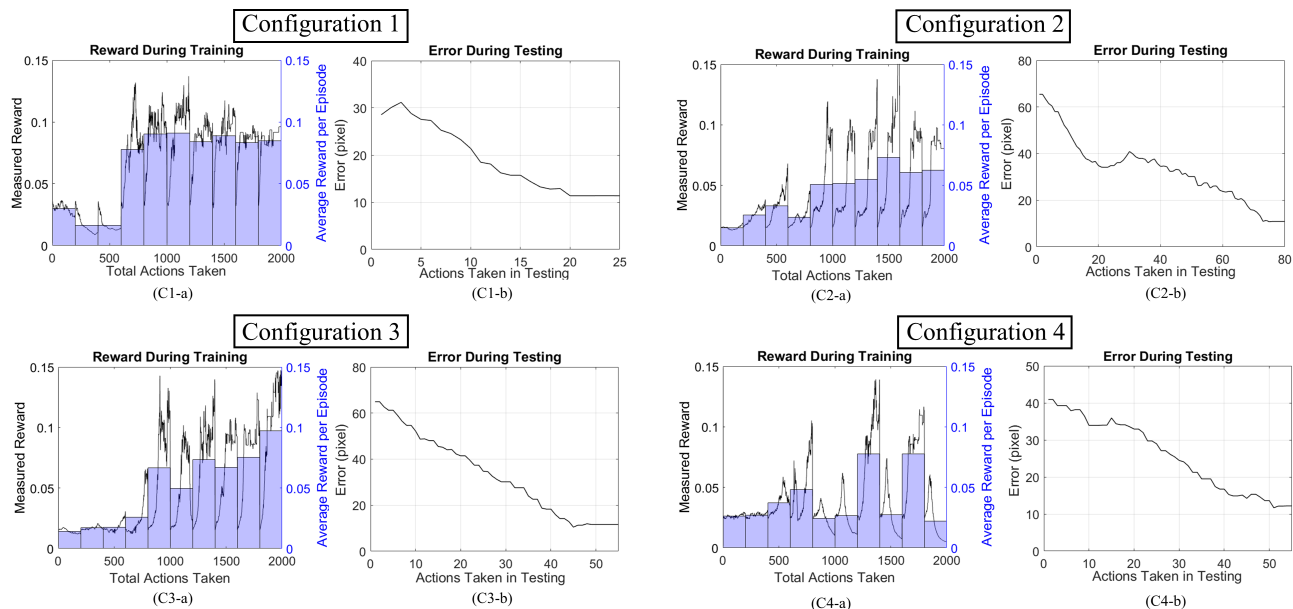 Configuration 1
Reward During Training
Measured Reward
0.15
0.1
0.05
0
0.15
0.1
0.05
0
Average Reward per Episode
0 500 1000 1500 2000
Total Actions Taken
(C1-a)
Error During Testing
Error (pixel)
40
30
20
10
0
0 5 10 15 20 25
Actions Taken in Testing
(C1-b)
Configuration 2
Reward During Training
Measured Reward
0.15
0.1
0.05
0
0.15
0.1
0.05
0
Average Reward per Episode
0 500 1000 1500 2000
Total Actions Taken
(C2-a)
Error During Testing
Error (pixel)
80
60
40
20
0
0 20 40 60 80
Actions Taken in Testing
(C2-b)
Configuration 3
Reward During Training
Measured Reward
0.15
0.1
0.05
0
0.15
0.1
0.05
0
Average Reward per Episode
0 500 1000 1500 2000
Total Actions Taken
(C3-a)
Error During Testing
Error (pixel)
80
60
40
20
0
0 10 20 30 40 50
Actions Taken in Testing
(C3-b)
Configuration 4
Reward During Training
Measured Reward
0.15
0.1
0.05
0
0.15
0.1
0.05
0
Average Reward per Episode
0 500 1000 1500 2000
Total Actions Taken
(C4-a)
Error During Testing
Error (pixel)
50
40
30
20
10
0
0 10 20 30 40 50
Actions Taken in Testing
(C4-b)